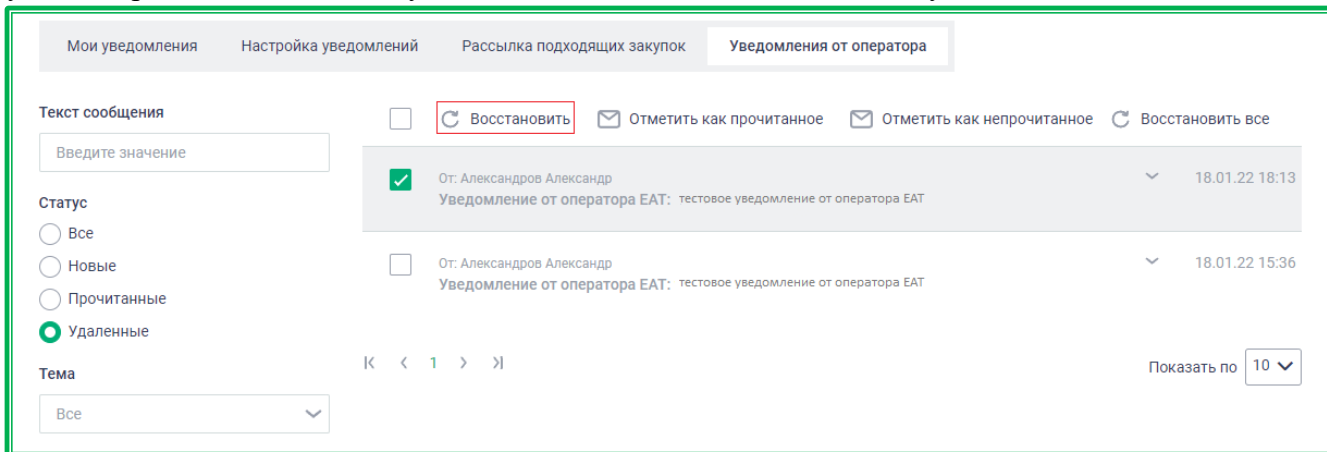 Мои уведомления Настройка уведомлений Рассылка подходящих закупок Уведомления от оператора
Текст сообщения
Введите значение
Статус
Все
Новые
Прочитанные
Удаленные
Тема
Все
Восстановить Отметить как прочитанное Отметить как непрочитанное Восстановить все
От: Александров Александр
Уведомление от оператора ЕАТ: тестовое уведомление от оператора ЕАТ
18.01.22 18:13
От: Александров Александр
Уведомление от оператора ЕАТ: тестовое уведомление от оператора ЕАТ
18.01.22 15:36
1
Показать по 10